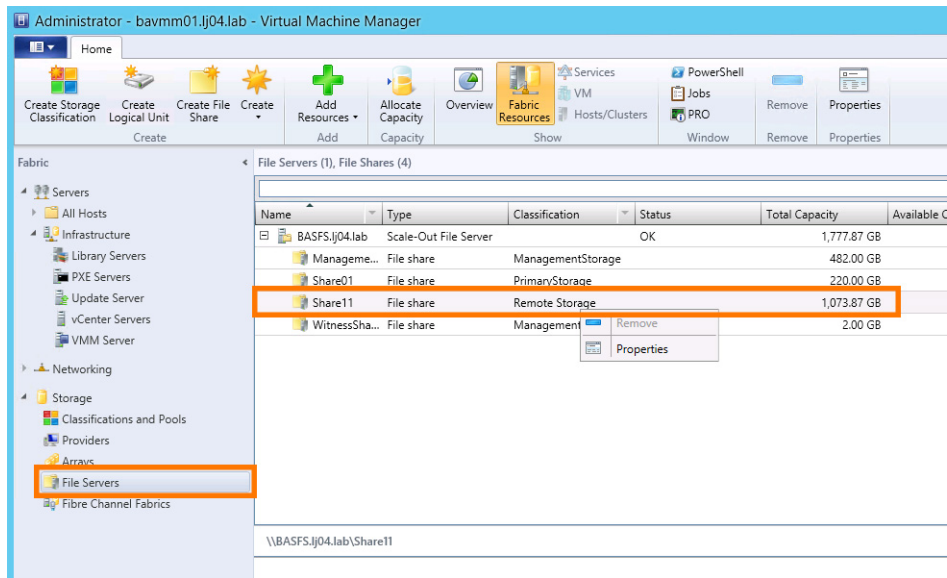 Administrator - bavmm01.lj04.lab - Virtual Machine Manager
Home
Create Storage Classification
Create Logical Unit
Create File Share
Create
Add Resources
Allocate Capacity
Overview
Fabric Resources
Services
VM
Hosts/Clusters
PowerShell
Jobs
PRO
Remove
Properties
Create
Add
Capacity
Show
Window
Remove
Properties
Fabric
File Servers (1), File Shares (4)
Servers
All Hosts
Infrastructure
Library Servers
PXE Servers
Update Server
vCenter Servers
VMM Server
Networking
Storage
Classifications and Pools
Providers
Arrays
File Servers
Fibre Channel Fabrics
Name Type Classification Status Total Capacity Available C
BASFS.lj04.lab Scale-Out File Server OK 1,777.87 GB
Manageme... File share ManagementStorage 482.00 GB
Share01 File share PrimaryStorage 220.00 GB
Share11 File share Remote Storage 1,073.87 GB
WitnessSha... File share Management 2.00 GB
Remove
Properties
\\BASFS.lj04.lab\Share11